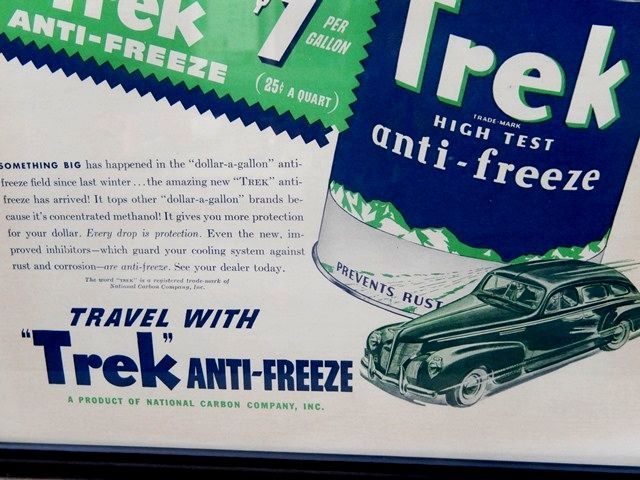 Trek
ANTI-FREEZE
$1 PER
GALLON
(25¢ A QUART)
Trek
TRADE-MARK
HIGH TEST
anti-freeze
PREVENTS RUST
SOMETHING BIG has happened in the "dollar-a-gallon" anti-
freeze field since last winter ... the amazing new "TREK" anti-
freeze has arrived! It tops other "dollar-a-gallon" brands be-
cause it's concentrated methanol! It gives you more protection
for your dollar. Every drop is protection. Even the new, im-
proved inhibitors—which guard your cooling system against
rust and corrosion—are anti-freeze. See your dealer today.
The word "TREK" is a registered trade-mark of
National Carbon Company, Inc.
TRAVEL WITH
"Trek" ANTI-FREEZE
A PRODUCT OF NATIONAL CARBON COMPANY, INC.